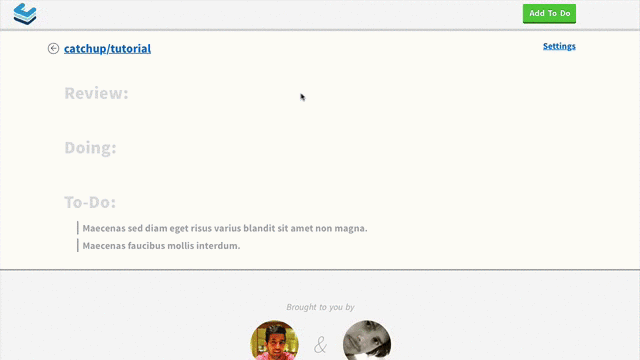 Add To Do
catchup/tutorial
Settings
Review:
Doing:
To-Do:
Maecenas sed diam eget risus varius blandit sit amet non magna.
Maecenas faucibus mollis interdum.
Brought to you by
&